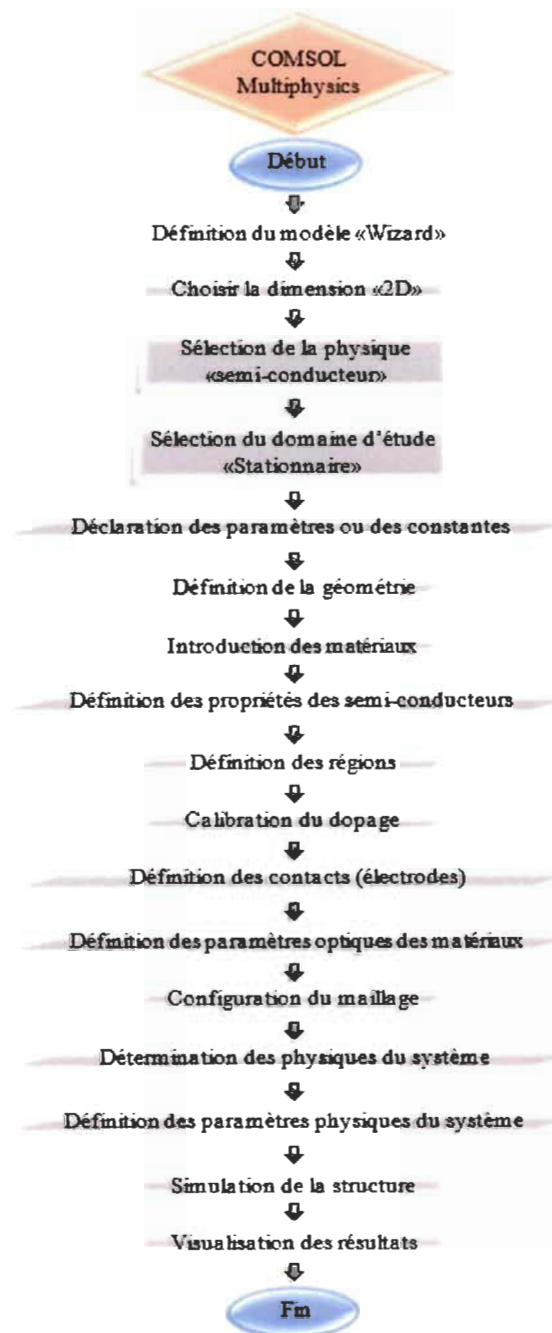 COMSOL
Multiphysics
Début
Définition du modèle «Wizard»
Choisir la dimension «2D»
Sélection de la physique
«semi-conducteur»
Sélection du domaine d'étude
«Stationnaire»
Déclaration des paramètres ou des constantes
Définition de la géométrie
Introduction des matériaux
Définition des propriétés des semi-conducteurs
Définition des régions
Calibration du dopage
Définition des contacts (électrodes)
Définition des paramètres optiques des matériaux
Configuration du maillage
Détermination des physiques du système
Définition des paramètres physiques du système
Simulation de la structure
Visualisation des résultats
Fin